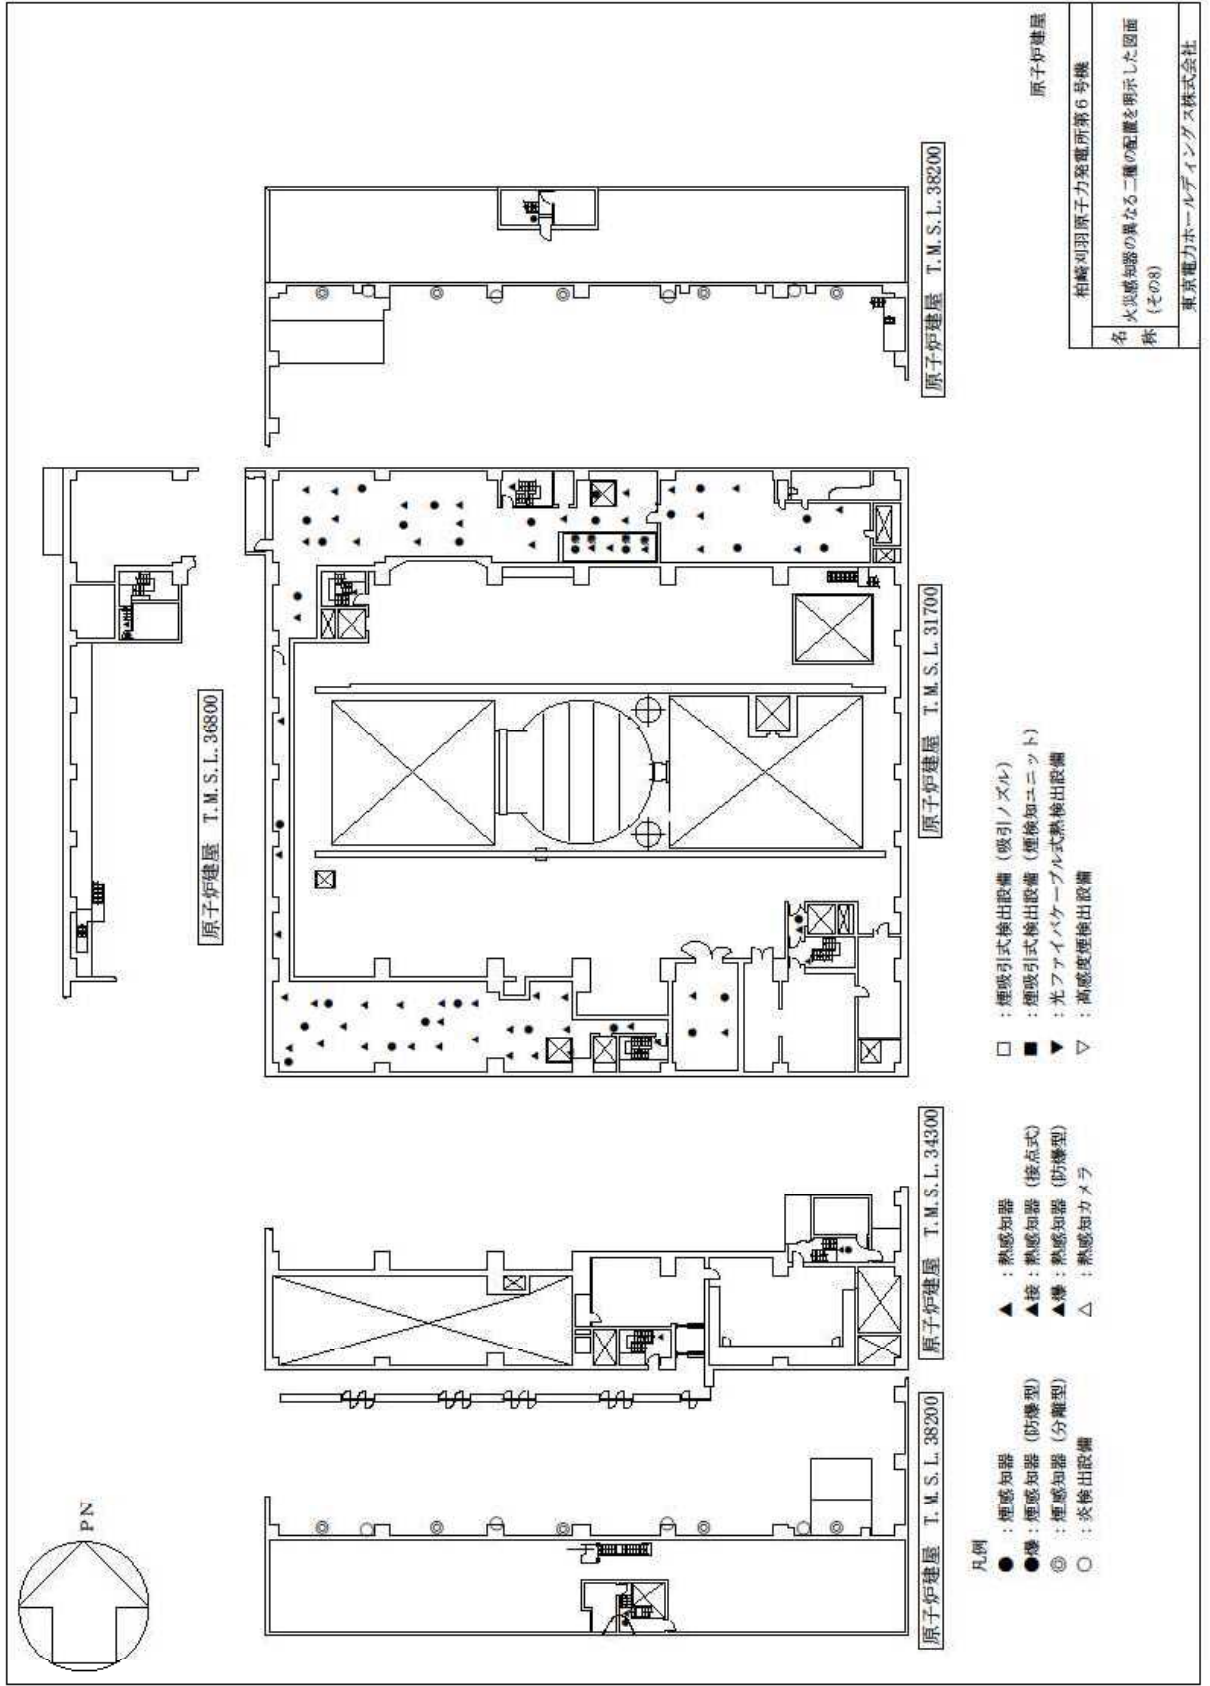 PN
原子炉建屋 T.M.S.L.36800
原子炉建屋 T.M.S.L.38200
原子炉建屋 T.M.S.L.34300
原子炉建屋 T.M.S.L.31700
原子炉建屋 T.M.S.L.38200
凡例
● :煙感知器
●爆:煙感知器(防爆型)
◎ :煙感知器(分離型)
○ :炎検出設備
▲ :熱感知器
▲接:熱感知器(接点式)
▲爆:熱感知器(防爆型)
△ :熱感知カメラ
□ :煙吸引式検出設備(吸引ノズル)
■ :煙吸引式検出設備(煙検知ユニット)
▼ :光ファイバケーブル式熱検出設備
▽ :高感度煙検出設備
原子炉建屋
柏崎刈羽原子力発電所第6号機
名称
火災感知器の異なる二種の配置を明示した図面
(その8)
東京電力ホールディングス株式会社